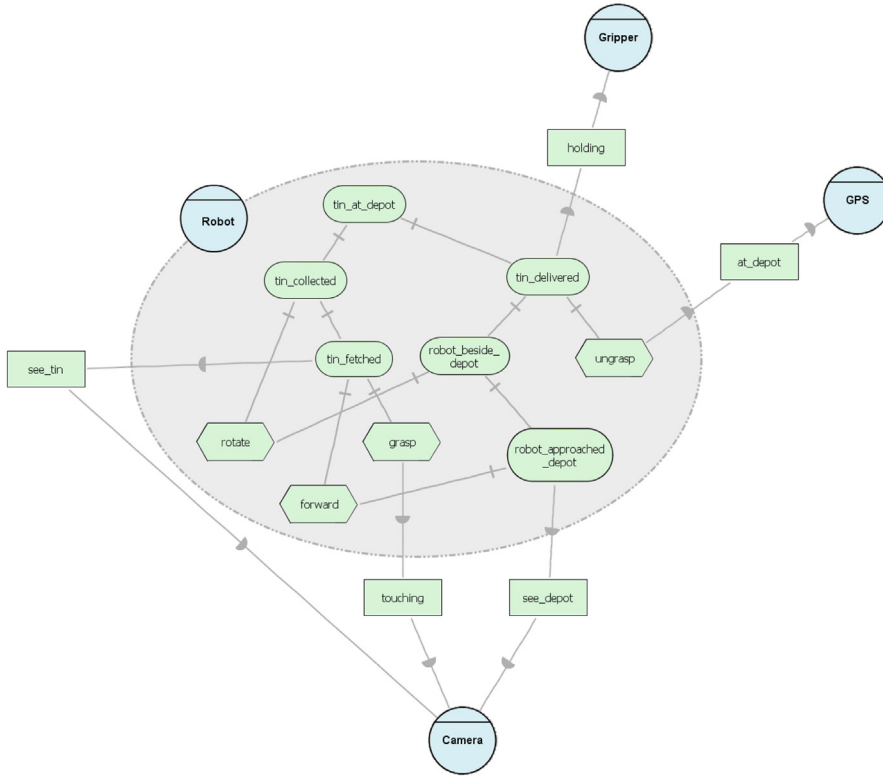 Gripper
holding
GPS
Robot
tin_at_depot
at_depot
tin_collected
tin_delivered
tin_fetched
robot_beside_
depot
ungrasp
see_tin
rotate
grasp
robot_approached
_depot
forward
touching
see_depot
Camera